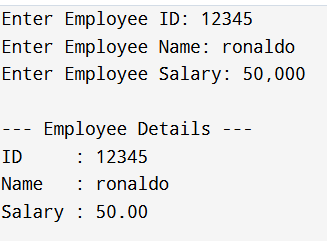 Enter Employee ID: 12345
Enter Employee Name: ronaldo
Enter Employee Salary: 50,000

--- Employee Details ---
ID     : 12345
Name   : ronaldo
Salary : 50.00